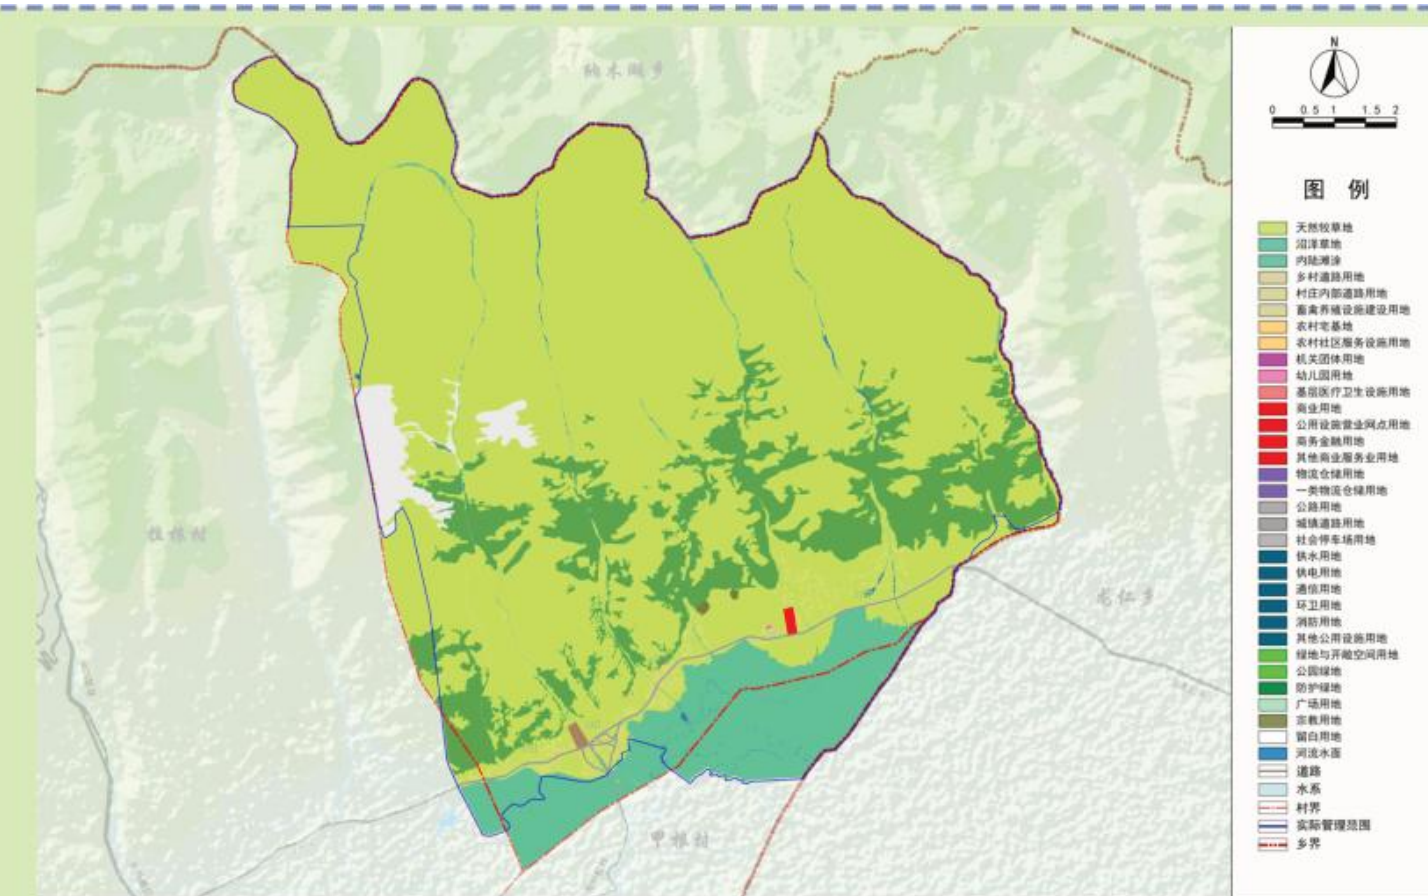 纳木湖乡
龙仁乡
甲根村
N
0 0.5 1 1.5 2
图 例
天然牧草地
沼泽草地
内陆滩涂
乡村道路用地
村庄内部道路用地
畜禽养殖设施建设用地
农村宅基地
农村社区服务设施用地
机关团体用地
幼儿园用地
基层医疗卫生设施用地
商业用地
公用设施营业网点用地
商务金融用地
其他商业服务业用地
物流仓储用地
一类物流仓储用地
公路用地
城镇道路用地
社会停车场用地
供水用地
供电用地
通信用地
环卫用地
消防用地
其他公用设施用地
绿地与开敞空间用地
公园绿地
防护绿地
广场用地
宗教用地
留白用地
河流水面
道路
水系
村界
实际管理范围
乡界